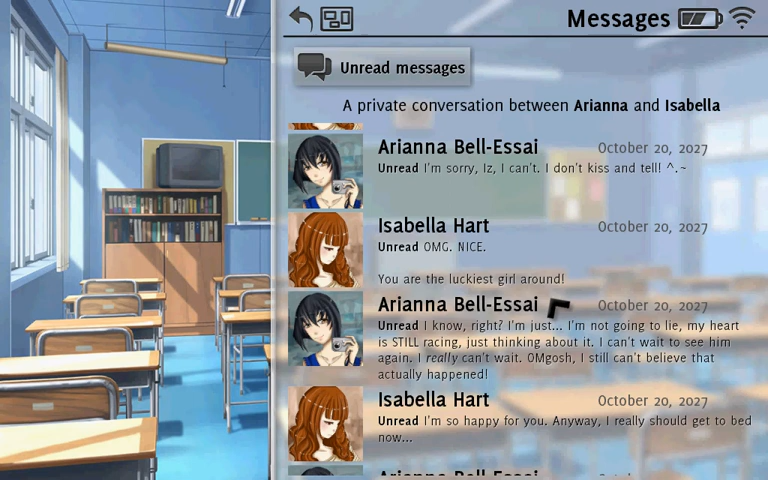 Messages
Unread messages
A private conversation between Arianna and Isabella
Arianna Bell-Essai October 20, 2027
Unread I'm sorry, Iz, I can't. I don't kiss and tell! ^.~
Isabella Hart October 20, 2027
Unread OMG. NICE.
You are the luckiest girl around!
Arianna Bell-Essai October 20, 2027
Unread I know, right? I'm just... I'm not going to lie, my heart
is STILL racing, just thinking about it. I can't wait to see him
again. I really can't wait. OMgosh, I still can't believe that
actually happened!
Isabella Hart October 20, 2027
Unread I'm so happy for you. Anyway, I really should get to bed
now...
Arianna Bell-Essai